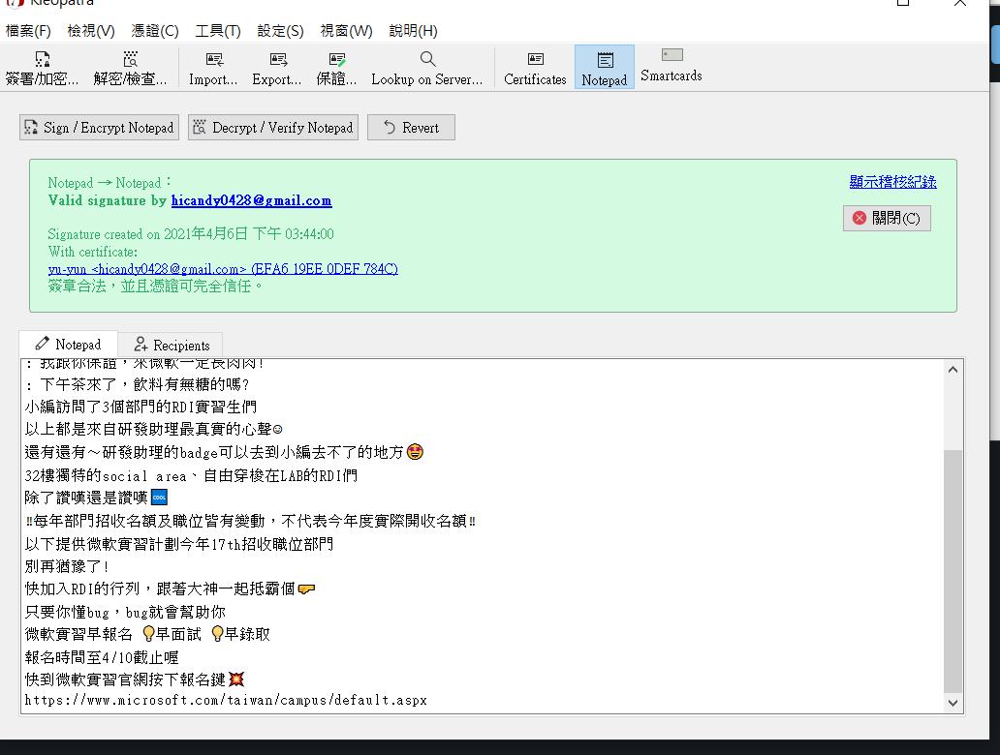 Kleopatra
檔案(F) 檢視(V) 憑證(C) 工具(T) 設定(S) 視窗(W) 說明(H)
簽署/加密... 解密/檢查... Import... Export... 保證... Lookup on Server... Certificates Notepad Smartcards
Sign / Encrypt Notepad Decrypt / Verify Notepad Revert
Notepad → Notepad：
顯示稽核紀錄
Valid signature by hicandy0428@gmail.com
關閉(C)
Signature created on 2021年4月6日 下午 03:44:00
With certificate:
yu-yun <hicandy0428@gmail.com> (EFA6 19EE 0DEF 784C)
簽章合法，並且憑證可完全信任。
Notepad Recipients
: 我跟你保證，來微軟一定長肉肉!
: 下午茶來了，飲料有無糖的嗎?
小編訪問了3個部門的RDI實習生們
以上都是來自研發助理最真實的心聲☺
還有還有～研發助理的badge可以去到小編去不了的地方🤩
32樓獨特的social area、自由穿梭在LAB的RDI們
除了讚嘆還是讚嘆🆒
‼每年部門招收名額及職位皆有變動，不代表今年度實際開收名額‼
以下提供微軟實習計劃今年17th招收職位部門
別再猶豫了!
快加入RDI的行列，跟著大神一起抵霸個🤛
只要你懂bug，bug就會幫助你
微軟實習早報名 💡早面試 💡早錄取
報名時間至4/10截止喔
快到微軟實習官網按下報名鍵💥
https://www.microsoft.com/taiwan/campus/default.aspx